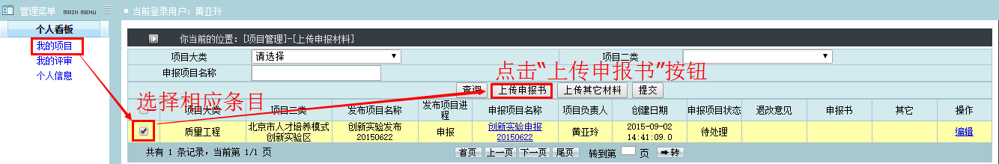 管理菜单 MAIN MENU
当前登录用户: 黄亚玲
个人看板
我的项目
我的评审
个人信息
你当前的位置: [项目管理]-[上传申报材料]
项目大类 请选择 项目二类
申报项目名称
点击“上传申报书”按钮
查询 上传申报书 上传其它材料 提交
选择相应条目
项目大类 项目二类 发布项目名称 发布项目进程 申报项目名称 项目负责人 创建日期 申报项目状态 退改意见 申报书 其它 操作
质量工程 北京市人才培养模式创新实验区 创新实验发布20150622 申报 创新实验申报20150622 黄亚玲 2015-09-02 14:41:09.0 待处理 编辑
共有 1 条记录，当前第 1/1 页 首页 上一页 下一页 尾页 转到第 页 转